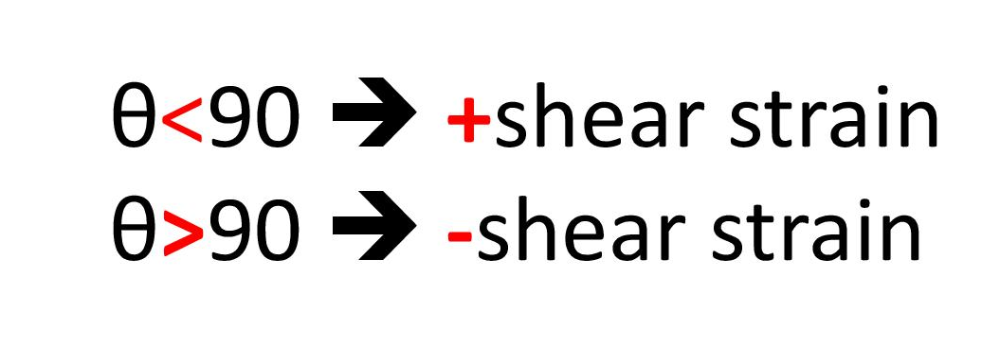 θ<90 → +shear strain
θ>90 → -shear strain